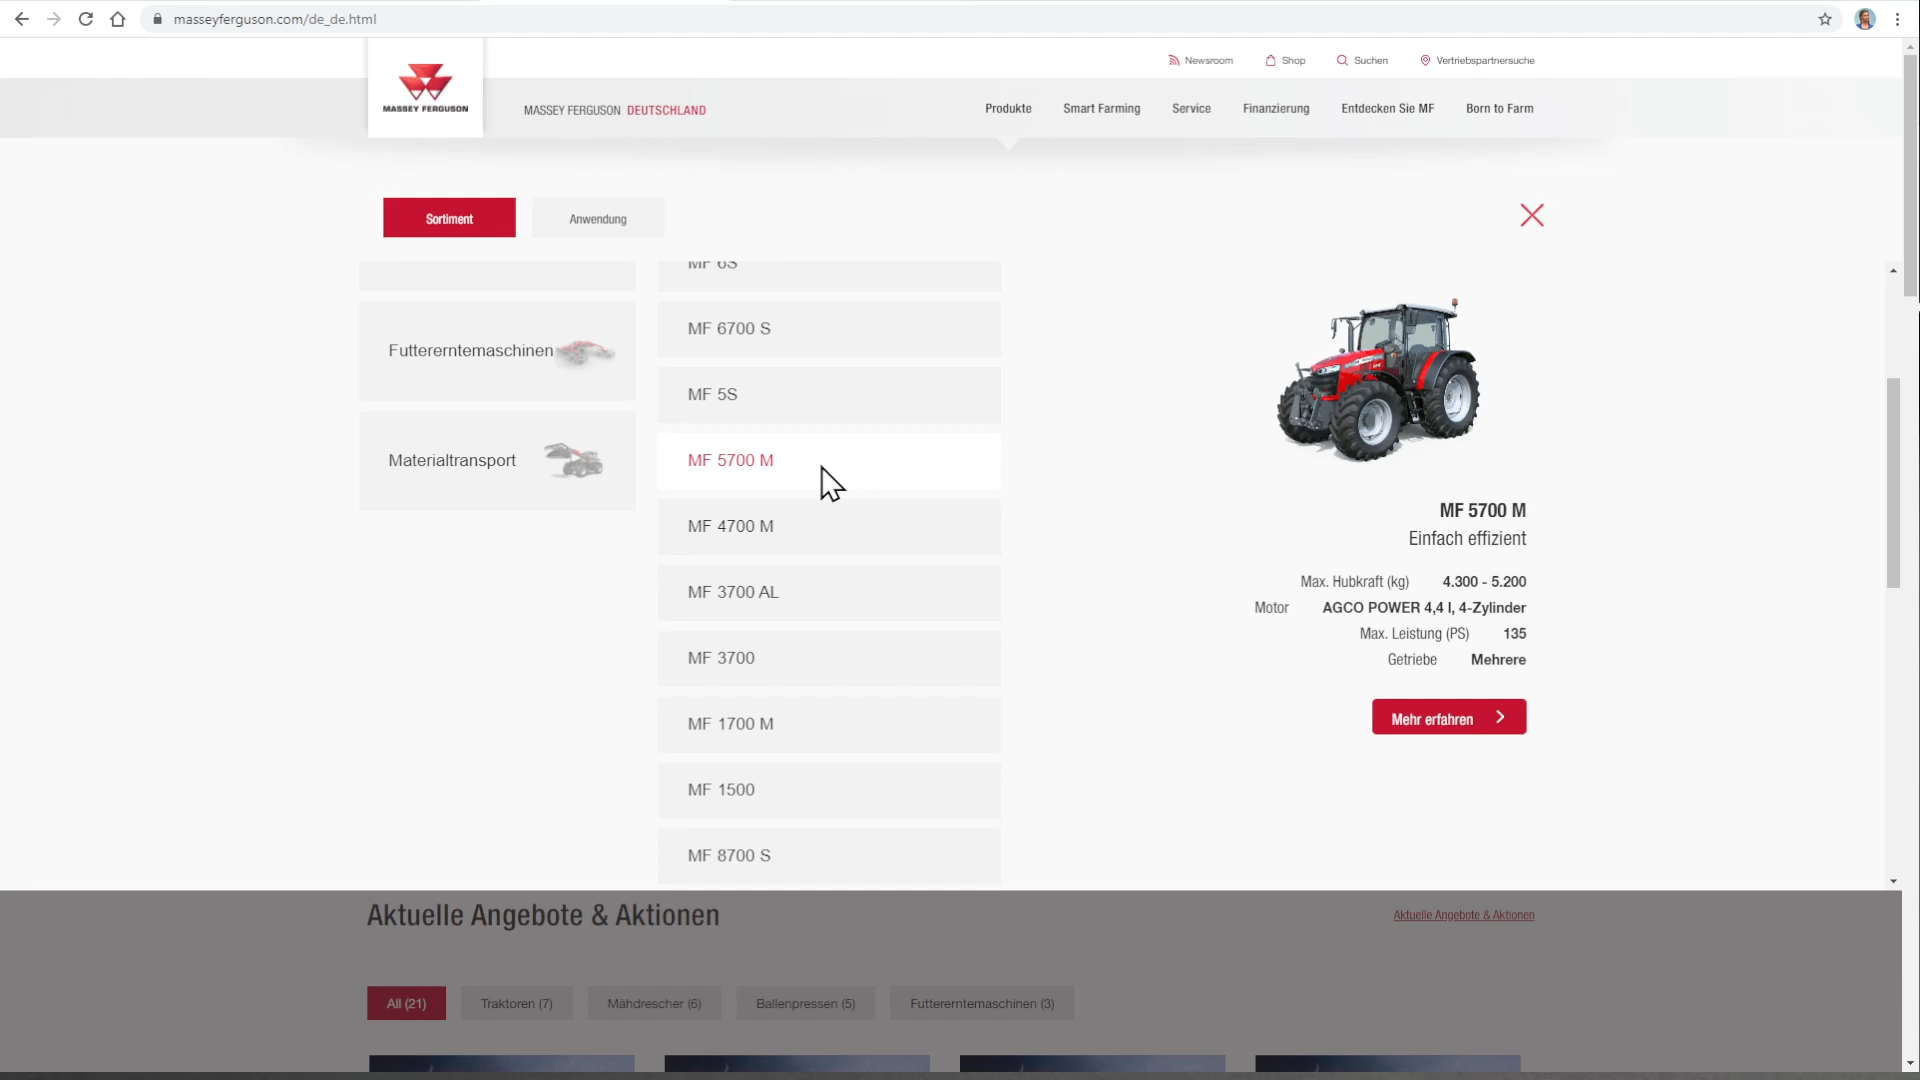 masseyferguson.com/de_de.html
Newsroom
Shop
Suchen
Vertriebspartnersuche
MASSEY FERGUSON
MASSEY FERGUSON DEUTSCHLAND
Produkte
Smart Farming
Service
Finanzierung
Entdecken Sie MF
Born to Farm
Sortiment
Anwendung
Futtererntemaschinen
Materialtransport
MF 6S
MF 6700 S
MF 5S
MF 5700 M
MF 4700 M
MF 3700 AL
MF 3700
MF 1700 M
MF 1500
MF 8700 S
MF 5700 M
Einfach effizient
Max. Hubkraft (kg) 4.300 - 5.200
Motor AGCO POWER 4,4 l, 4-Zylinder
Max. Leistung (PS) 135
Getriebe Mehrere
Mehr erfahren
Aktuelle Angebote & Aktionen
Aktuelle Angebote & Aktionen
All (21)
Traktoren (7)
Mähdrescher (6)
Ballenpressen (5)
Futtererntemaschinen (3)